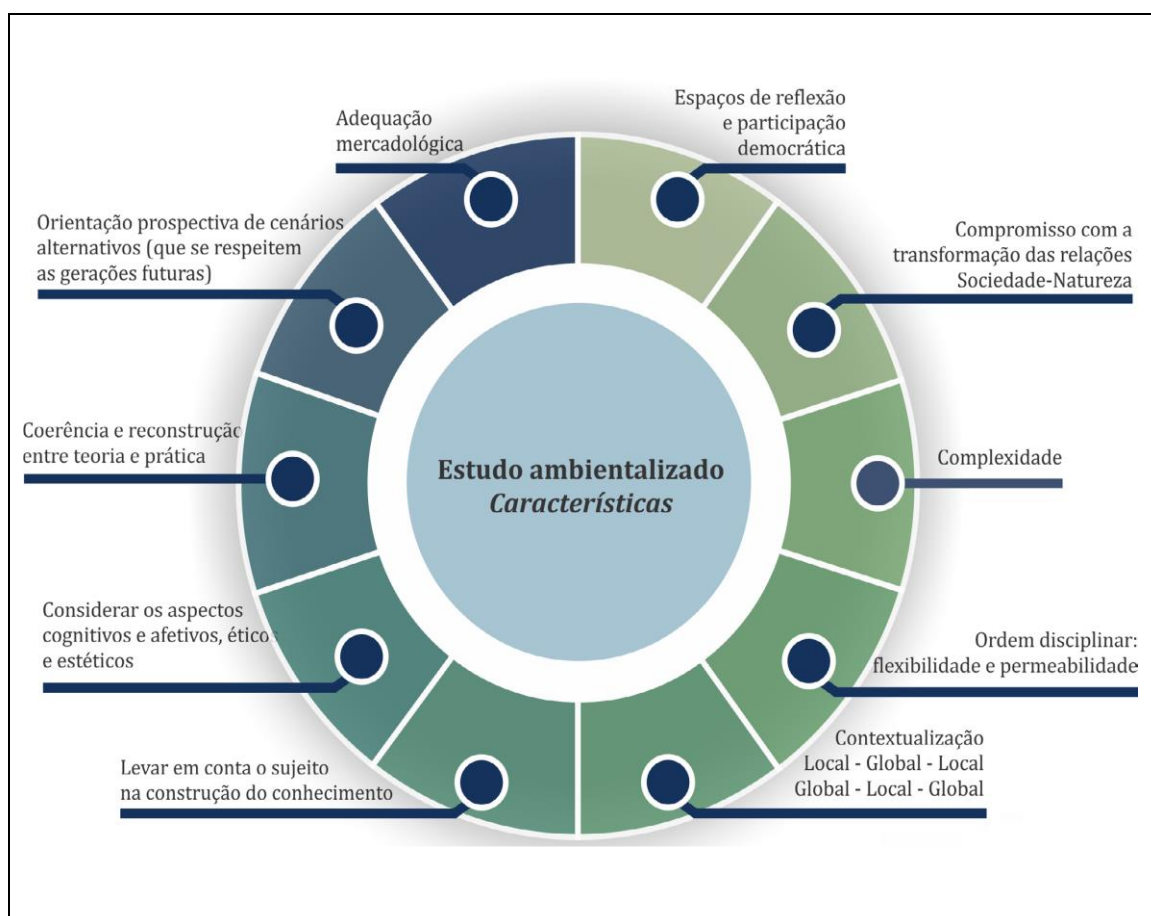 Adequação
mercadológica
Espaços de reflexão
e participação
democrática
Orientação prospectiva de cenários
alternativos (que se respeitem
as gerações futuras)
Compromisso com a
transformação das relações
Sociedade-Natureza
Coerência e reconstrução
entre teoria e prática
Estudo ambientalizado
Características
Complexidade
Considerar os aspectos
cognitivos e afetivos, éticos
e estéticos
Ordem disciplinar:
flexibilidade e permeabilidade
Levar em conta o sujeito
na construção do conhecimento
Contextualização
Local - Global - Local
Global - Local - Global